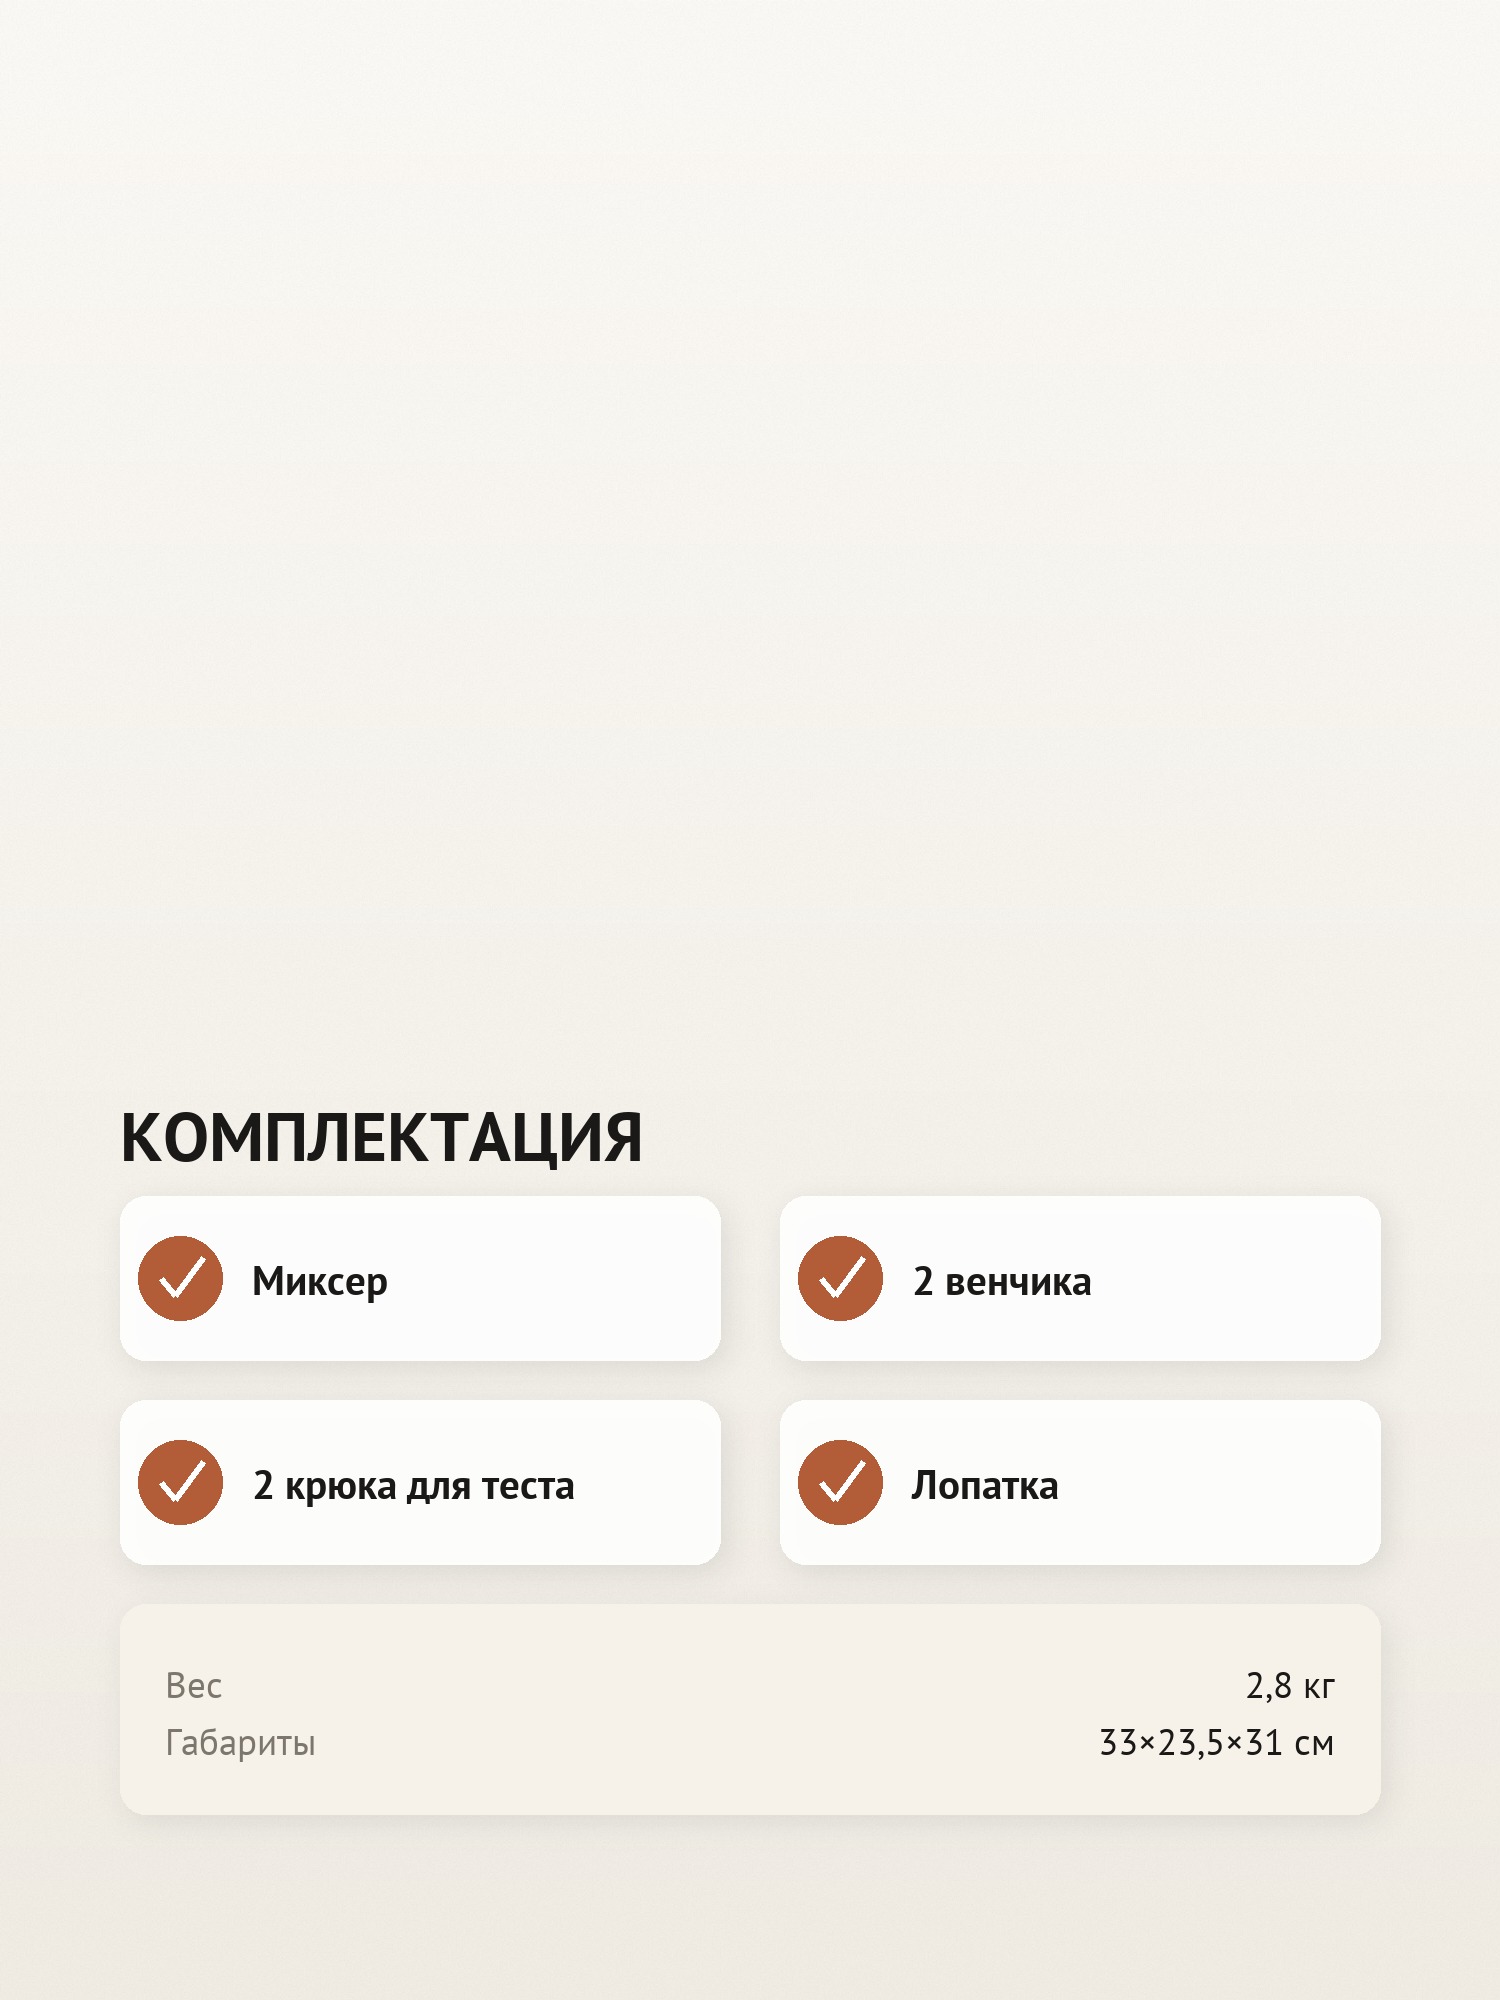 КОМПЛЕКТАЦИЯ
Миксер
2 венчика
2 крюка для теста
Лопатка
Вес 2,8 кг
Габариты 33×23,5×31 см